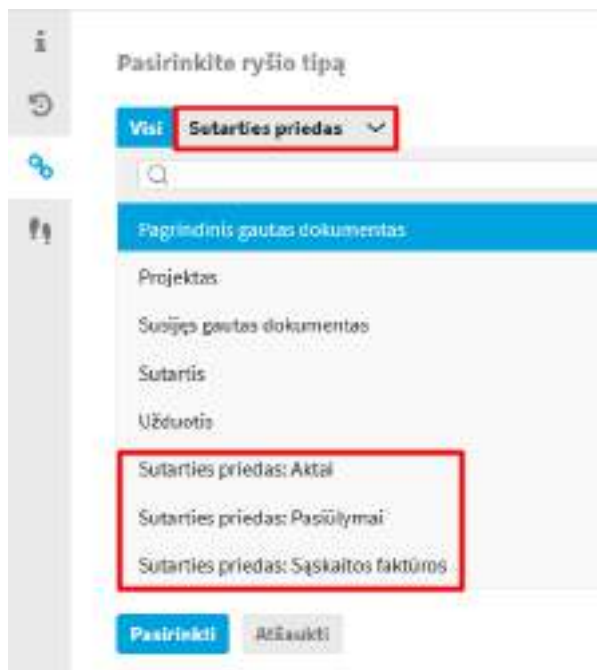 Pasirinkite ryšio tipą
Visi Sutarties priedas
Pagrindinis gautas dokumentas
Projektas
Susijęs gautas dokumentas
Sutartis
Užduotis
Sutarties priedas: Aktai
Sutarties priedas: Pasiūlymai
Sutarties priedas: Sąskaitos faktūros
Pasirinkti Atšaukti